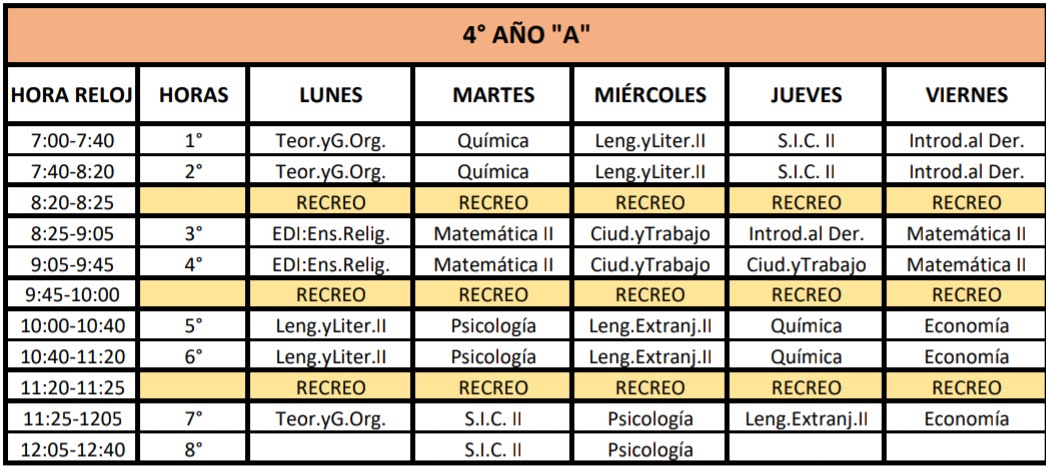 4° AÑO "A"
HORA RELOJ HORAS LUNES MARTES MIÉRCOLES JUEVES VIERNES
7:00-7:40 1° Teor.yG.Org. Química Leng.yLiter.II S.I.C. II Introd.al Der.
7:40-8:20 2° Teor.yG.Org. Química Leng.yLiter.II S.I.C. II Introd.al Der.
8:20-8:25 RECREO RECREO RECREO RECREO RECREO
8:25-9:05 3° EDI:Ens.Relig. Matemática II Ciud.yTrabajo Introd.al Der. Matemática II
9:05-9:45 4° EDI:Ens.Relig. Matemática II Ciud.yTrabajo Ciud.yTrabajo Matemática II
9:45-10:00 RECREO RECREO RECREO RECREO RECREO
10:00-10:40 5° Leng.yLiter.II Psicología Leng.Extranj.II Química Economía
10:40-11:20 6° Leng.yLiter.II Psicología Leng.Extranj.II Química Economía
11:20-11:25 RECREO RECREO RECREO RECREO RECREO
11:25-1205 7° Teor.yG.Org. S.I.C. II Psicología Leng.Extranj.II Economía
12:05-12:40 8° S.I.C. II Psicología